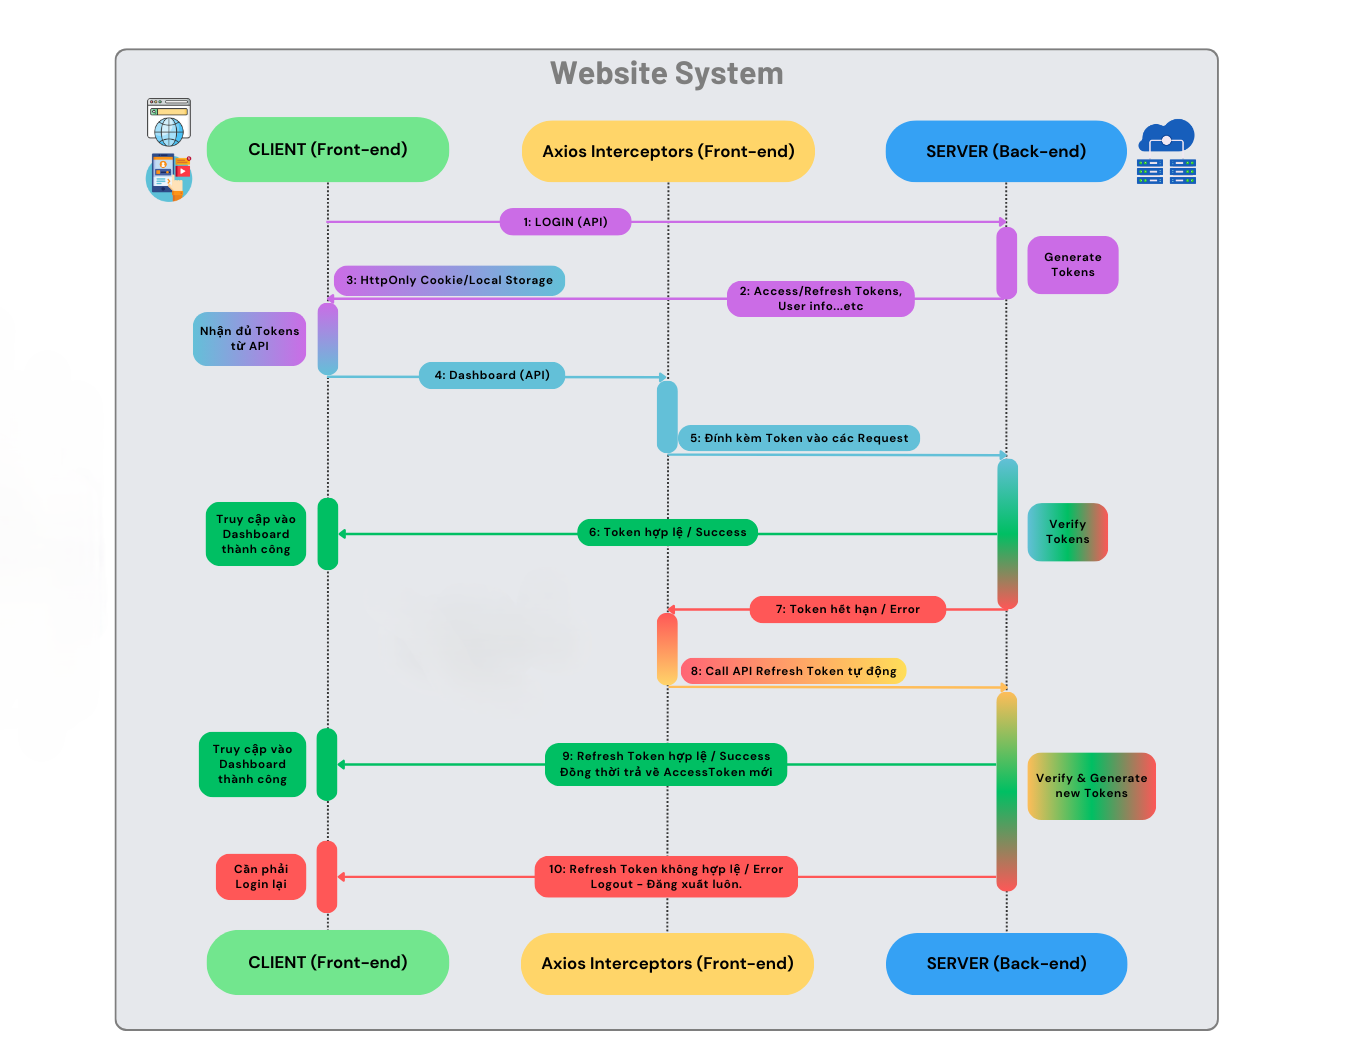 Website System
CLIENT (Front-end)
Axios Interceptors (Front-end)
SERVER (Back-end)
1: LOGIN (API)
Generate
Tokens
3: HttpOnly Cookie/Local Storage
2: Access/Refresh Tokens,
User info...etc
Nhận đủ Tokens
từ API
4: Dashboard (API)
5: Đính kèm Token vào các Request
Truy cập vào
Dashboard
thành công
6: Token hợp lệ / Success
Verify
Tokens
7: Token hết hạn / Error
8: Call API Refresh Token tự động
Truy cập vào
Dashboard
thành công
9: Refresh Token hợp lệ / Success
Đồng thời trả về AccessToken mới
Verify & Generate
new Tokens
Cần phải
Login lại
10: Refresh Token không hợp lệ / Error
Logout - Đăng xuất luôn.
CLIENT (Front-end)
Axios Interceptors (Front-end)
SERVER (Back-end)